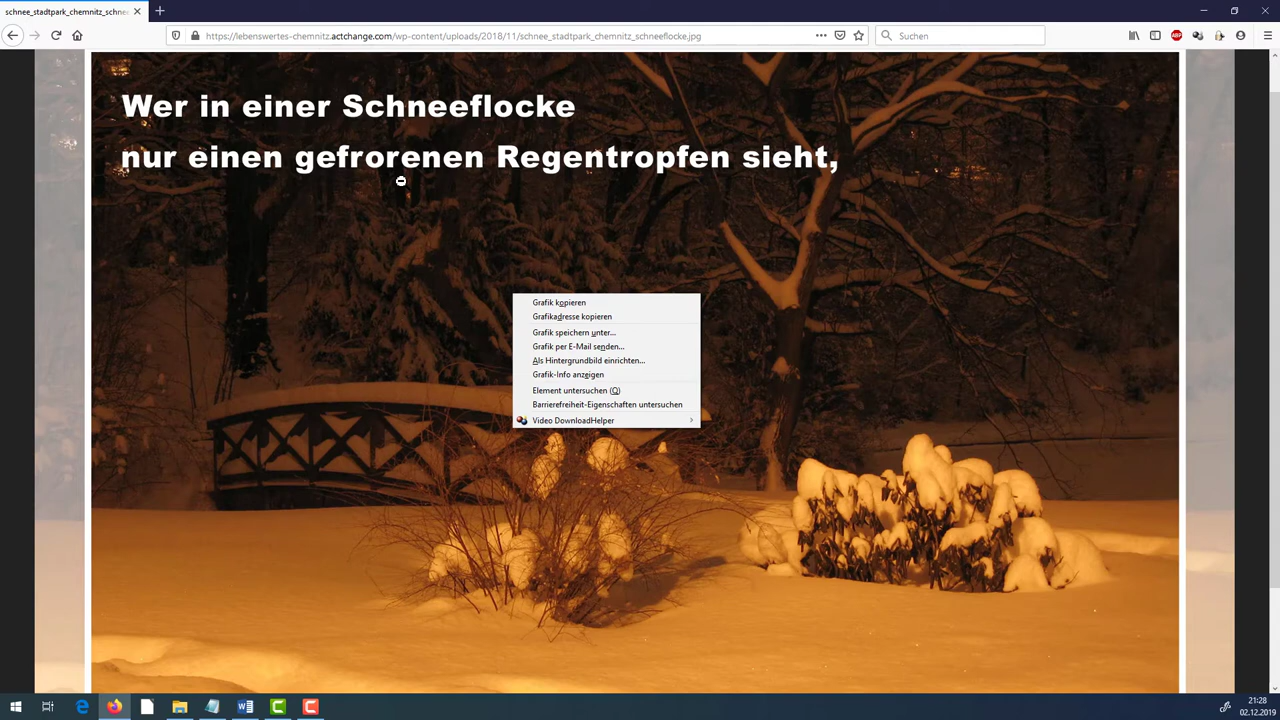 schnee_stadtpark_chemnitz_schnee
https://lebenswertes-chemnitz.actchange.com/wp-content/uploads/2018/11/schnee_stadtpark_chemnitz_schneeflocke.jpg
Suchen
ABP
Wer in einer Schneeflocke
nur einen gefrorenen Regentropfen sieht,
Grafik kopieren
Grafikadresse kopieren
Grafik speichern unter...
Grafik per E-Mail senden...
Als Hintergrundbild einrichten...
Grafik-Info anzeigen
Element untersuchen (Q)
Barrierefreiheit-Eigenschaften untersuchen
Video DownloadHelper
21:28
02.12.2019